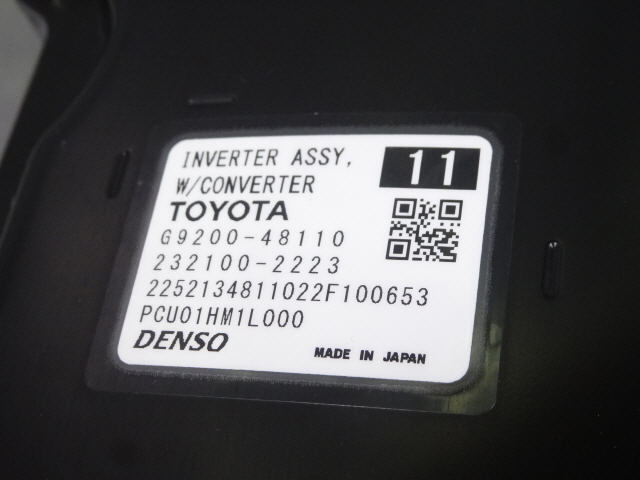 INVERTER ASSY, 11
W/CONVERTER
TOYOTA
G9200-48110
232100-2223
2252134811022F100653
PCU01HM1L000
DENSO MADE IN JAPAN